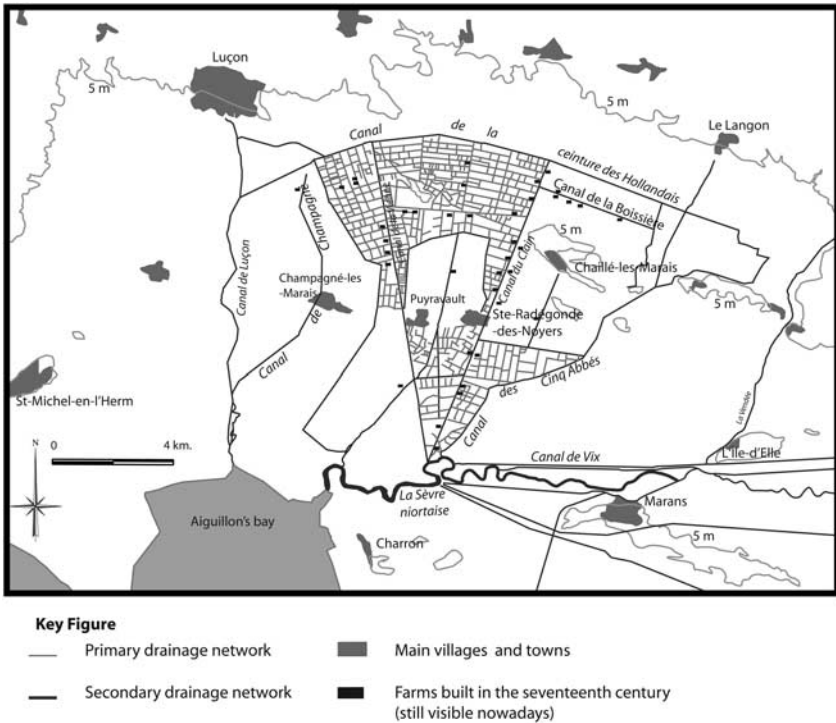 Luçon
5 m
5 m
Le Langon
Canal de la ceinture des Hollandais
Canal de la Boissière
5 m
Chaillé-les-Marais
5 m
Canal de Luçon
Canal de Champagné
Champagné-les
-Marais
Puyravault
Canal du Clain
Ste-Radégonde
-des-Noyers
Canal des Cinq Abbés
St-Michel-en-l'Herm
N
0 4 km.
La Vendée
L'Ile-d'Elle
Canal de Vix
La Sèvre
niortaise
Marans
5 m
Aiguillon's bay
Charron
Key Figure
Primary drainage network
Main villages and towns
Secondary drainage network
Farms built in the seventeenth century
(still visible nowadays)